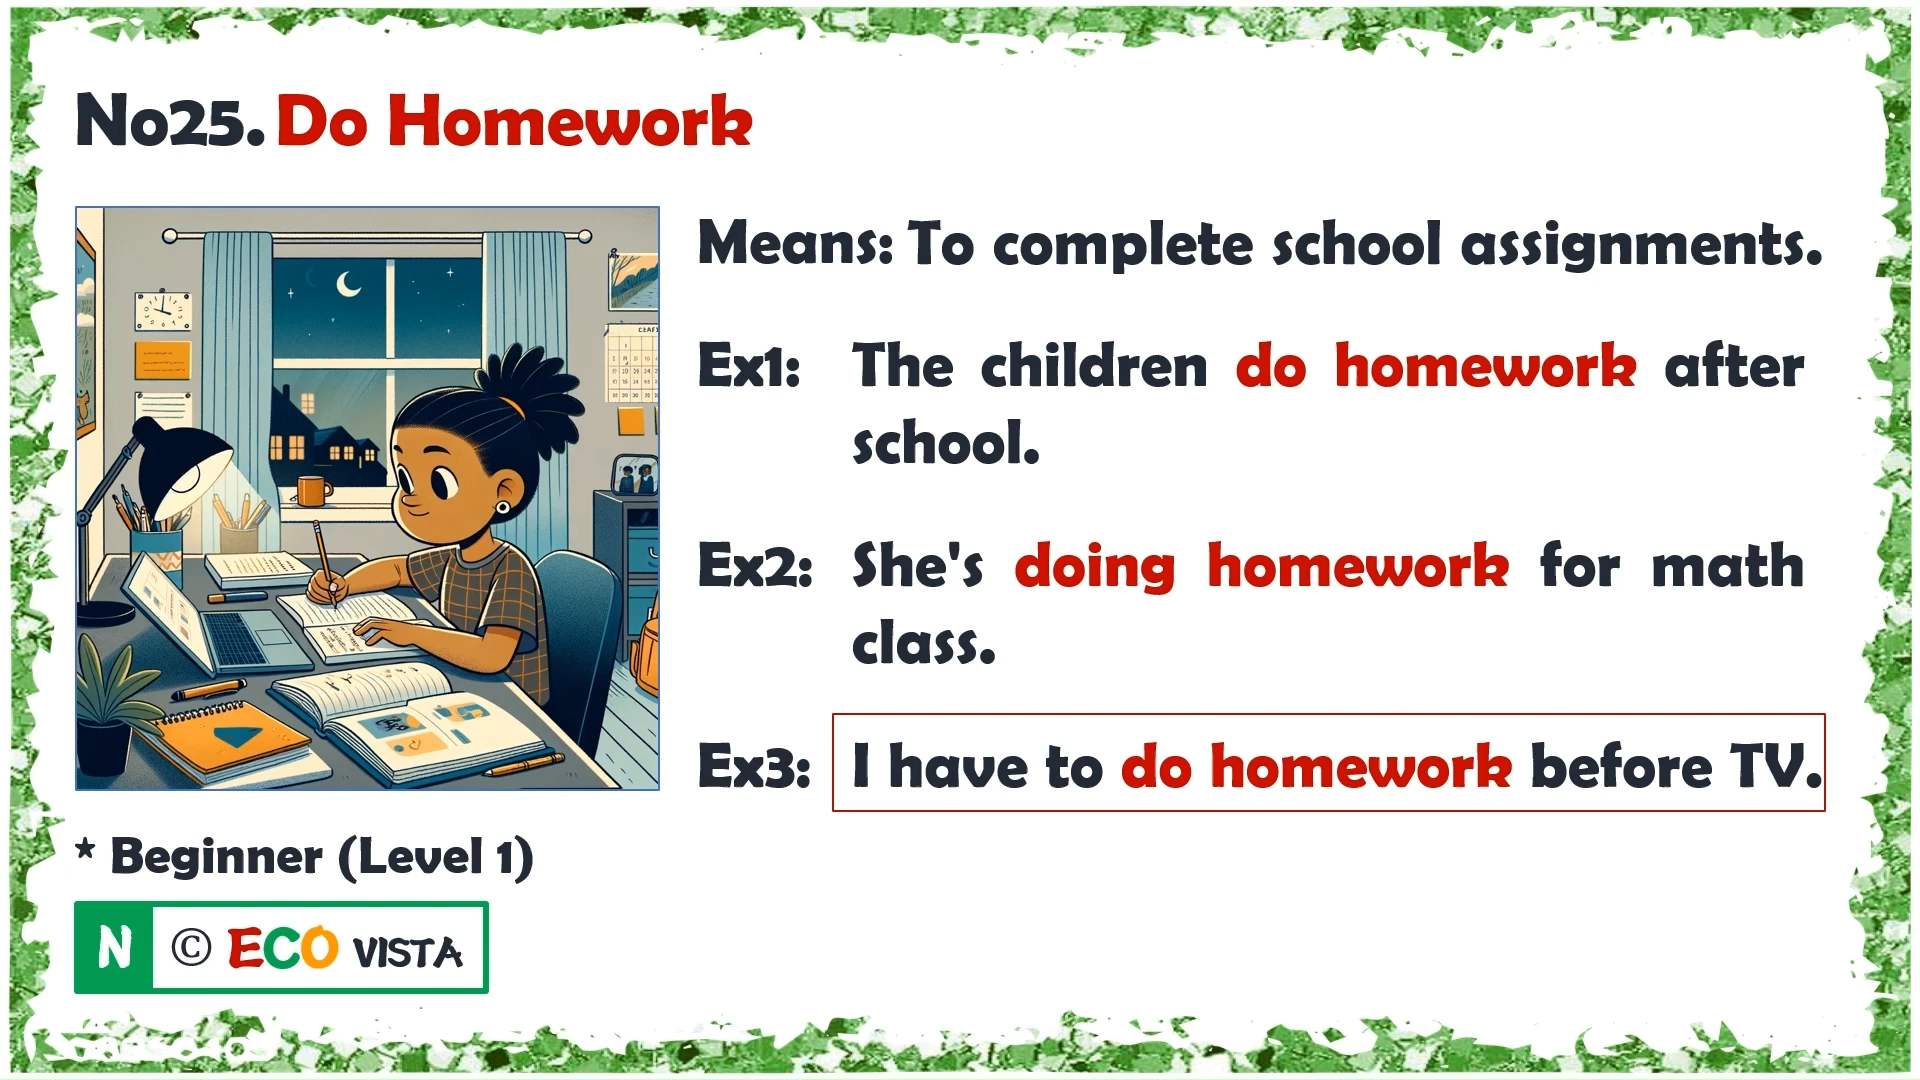 No25. Do Homework
Means: To complete school assignments.
Ex1: The children do homework after
school.
Ex2: She's doing homework for math
class.
Ex3: I have to do homework before TV.
* Beginner (Level 1)
N © ECO VISTA